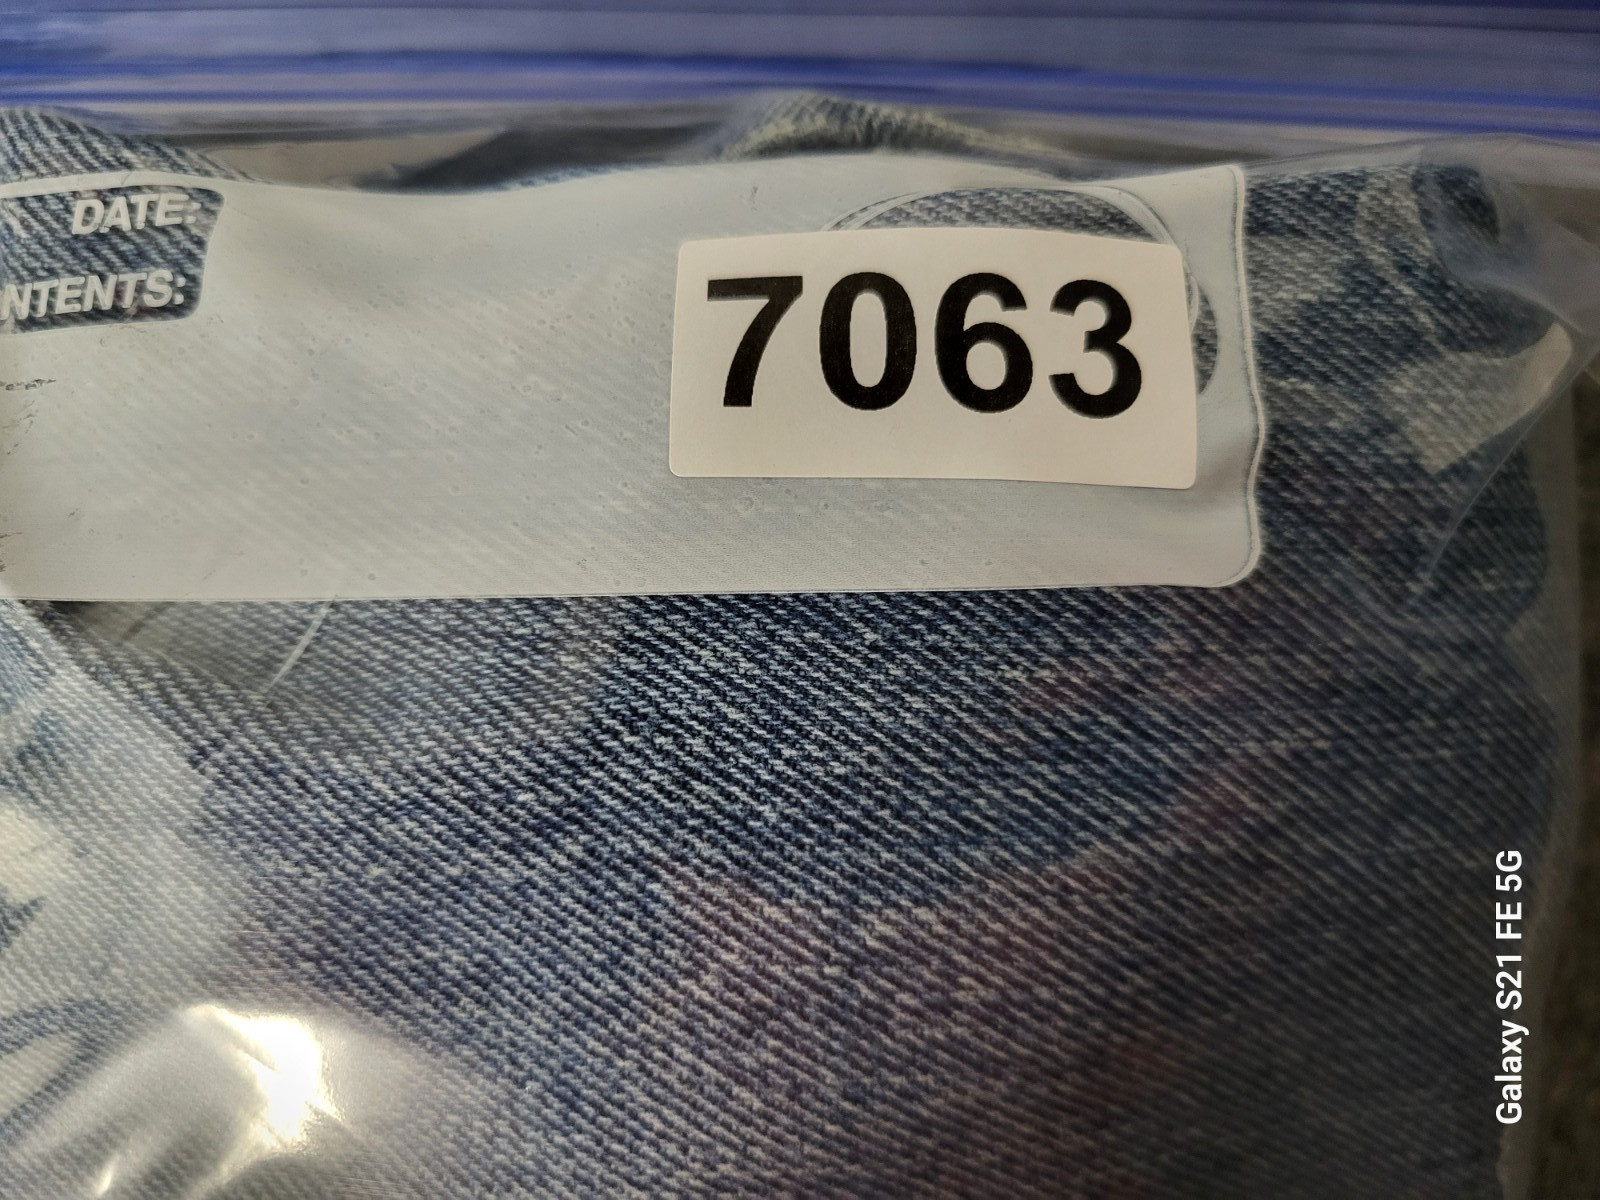 DATE:
NTENTS:
7063
Galaxy S21 FE 5G